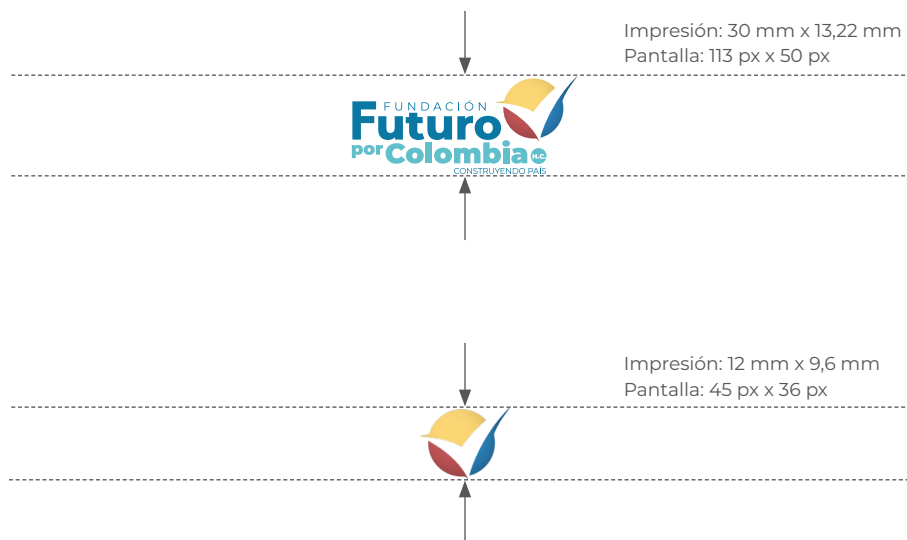 Impresión: 30 mm x 13,22 mm
Pantalla: 113 px x 50 px
FUNDACIÓN
Futuro
por Colombia N.C.
CONSTRUYENDO PAÍS
Impresión: 12 mm x 9,6 mm
Pantalla: 45 px x 36 px